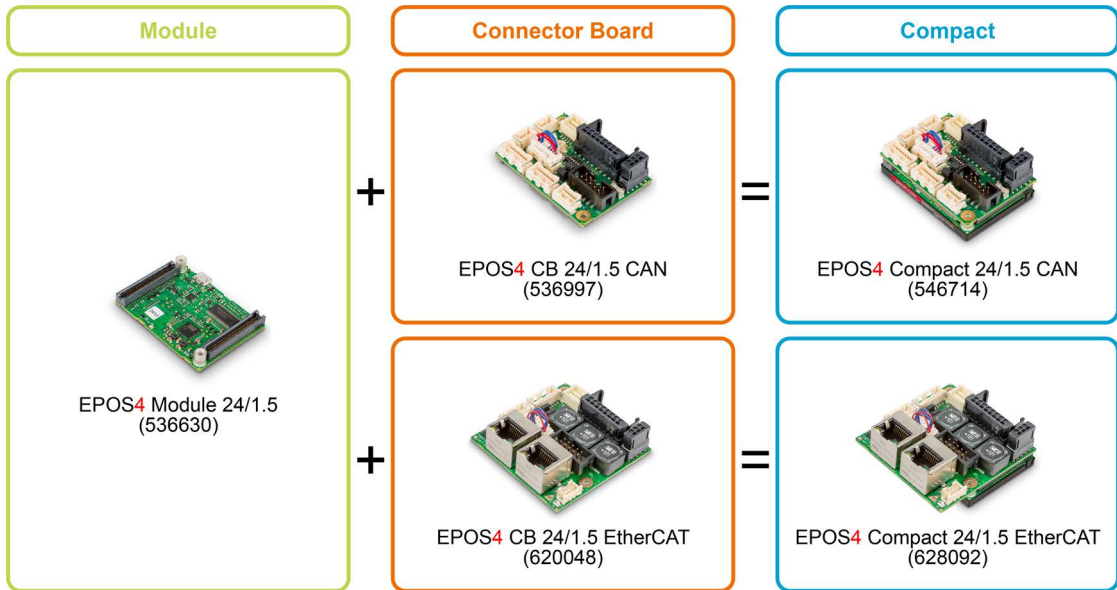 Module
Connector Board
Compact
+
=
EPOS4 CB 24/1.5 CAN
(536997)
EPOS4 Compact 24/1.5 CAN
(546714)
EPOS4 Module 24/1.5
(536630)
+
=
EPOS4 CB 24/1.5 EtherCAT
(620048)
EPOS4 Compact 24/1.5 EtherCAT
(628092)